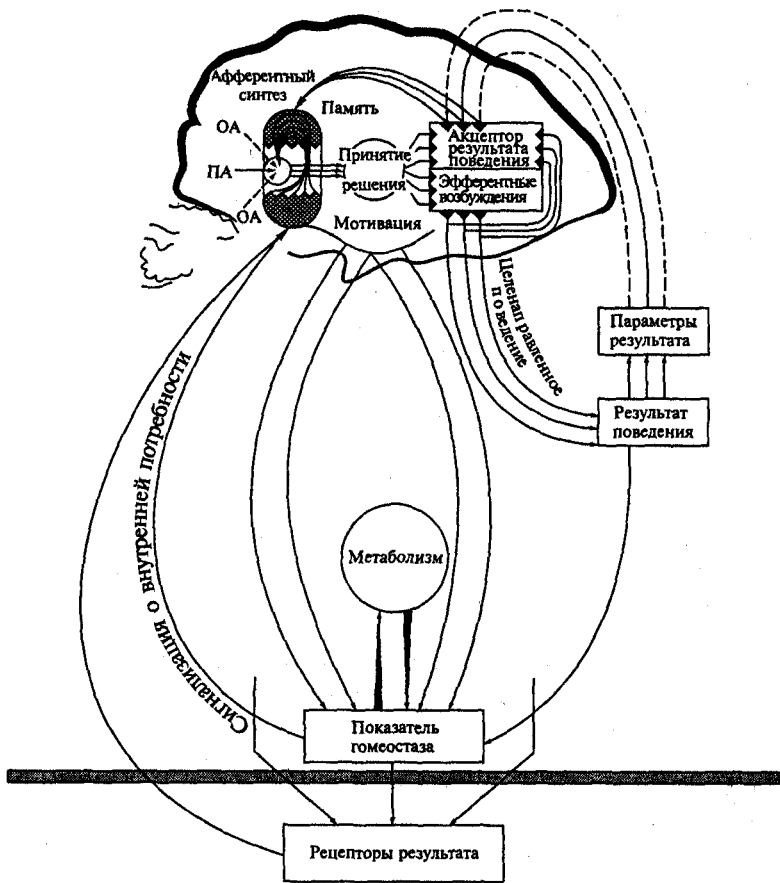 Афферентный
синтез
Память
ОА
ПА
ОА
Принятие
решения
Акцептор
результата
поведения
Эфферентные
возбуждения
Мотивация
Целенаправленное
поведение
Параметры
результата
Результат
поведения
Сигнализация о внутренней потребности
Метаболизм
Показатель
гомеостаза
Рецепторы результата